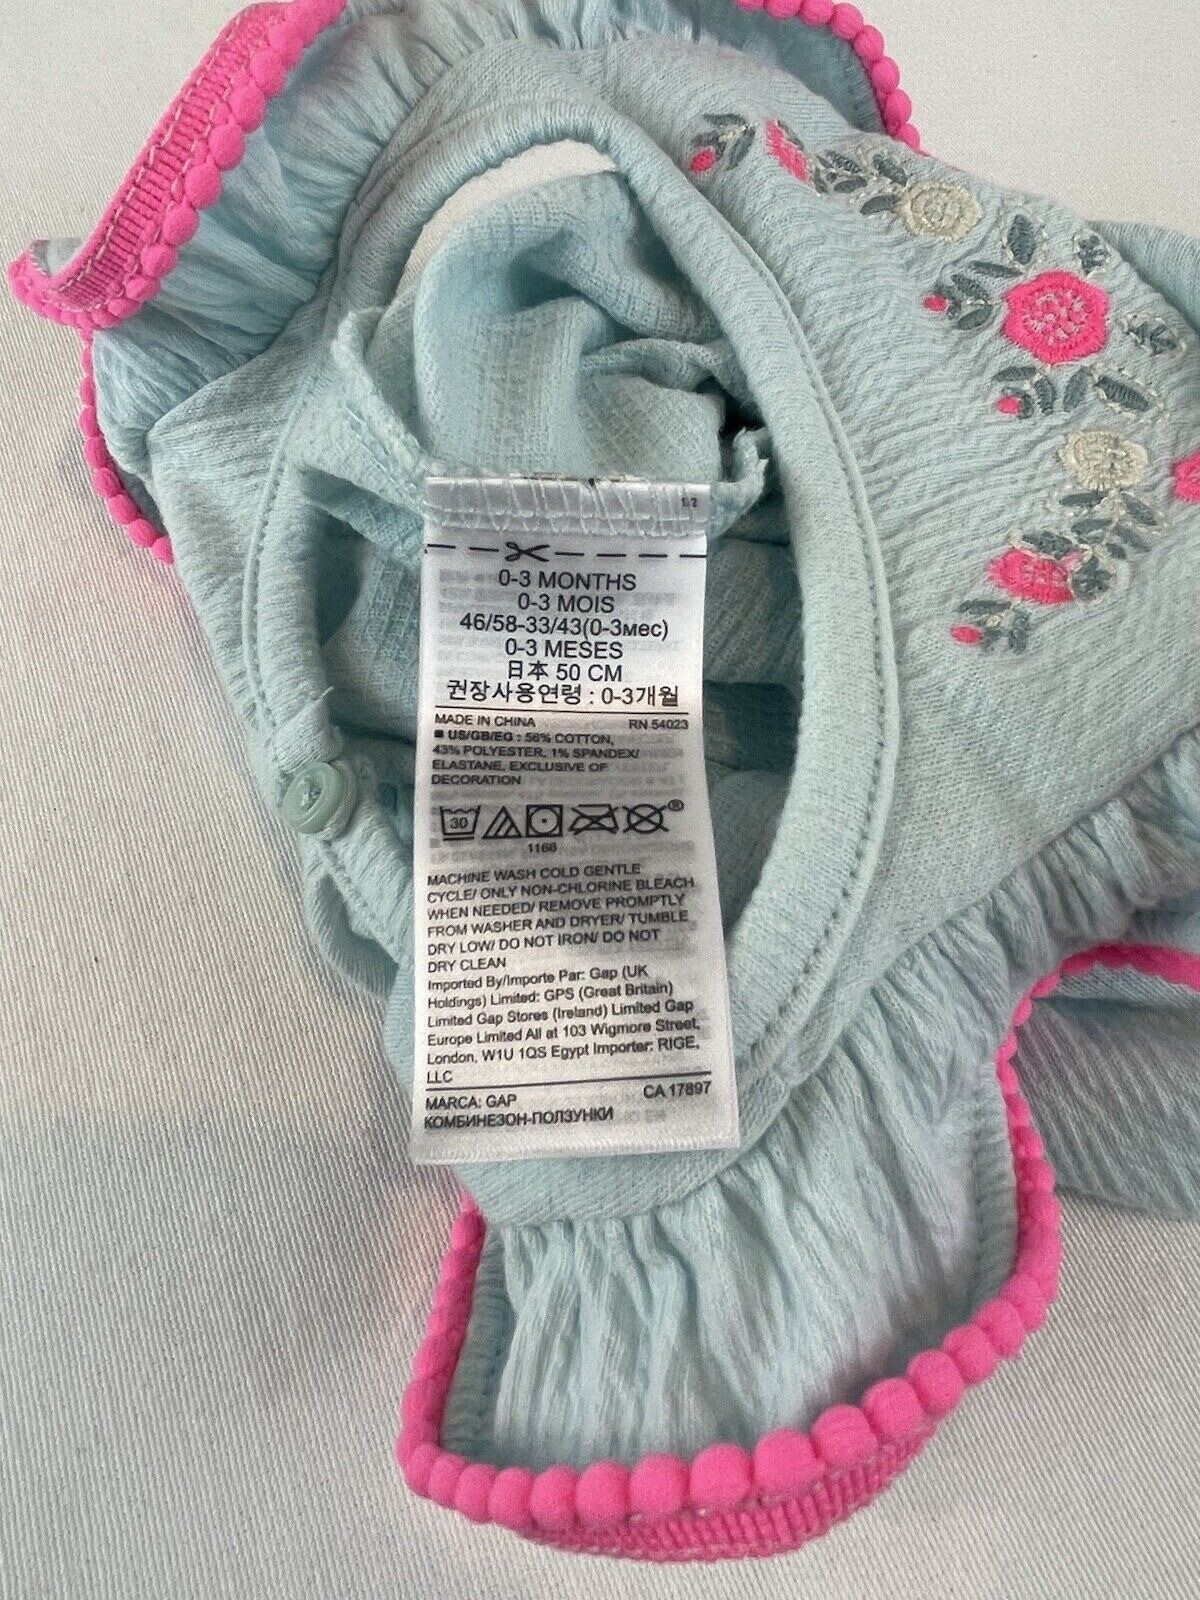 0-3 MONTHS
0-3 MOIS
46/58-33/43(0-3мес)
0-3 MESES
日本 50 CM
권장사용연령 : 0-3개월
MADE IN CHINA RN 54023
■ US/GB/EG : 56% COTTON,
43% POLYESTER, 1% SPANDEX/
ELASTANE, EXCLUSIVE OF
DECORATION
30 ®
1166
MACHINE WASH COLD GENTLE
CYCLE/ ONLY NON-CHLORINE BLEACH
WHEN NEEDED/ REMOVE PROMPTLY
FROM WASHER AND DRYER/ TUMBLE
DRY LOW/ DO NOT IRON/ DO NOT
DRY CLEAN
Imported By/Importe Par: Gap (UK
Holdings) Limited: GPS (Great Britain)
Limited Gap Stores (Ireland) Limited Gap
Europe Limited All at 103 Wigmore Street,
London, W1U 1QS Egypt Importer: RIGE,
LLC
MARCA: GAP CA 17897
КОМБИНЕЗОН-ПОЛЗУНКИ